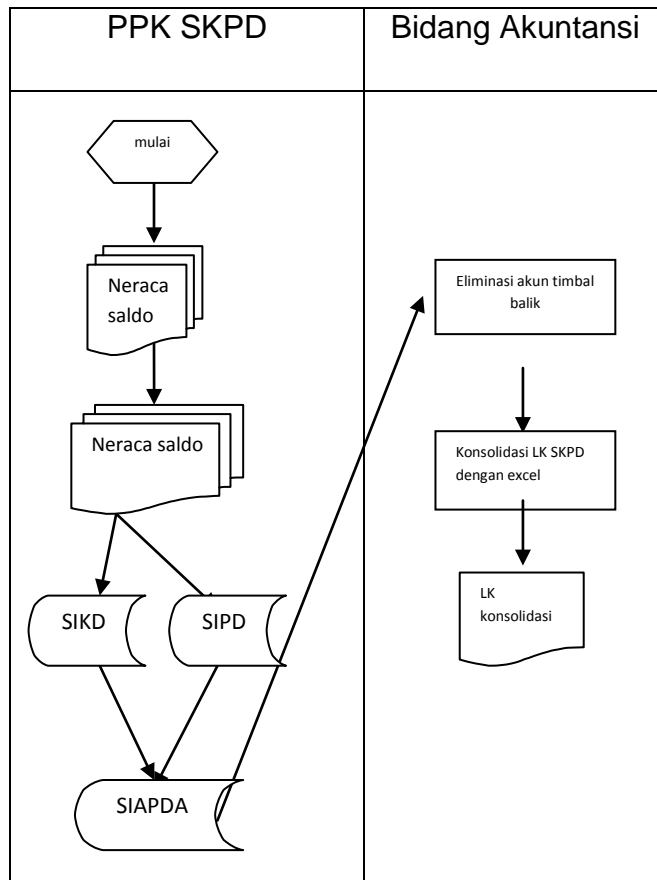 PPK SKPD
Bidang Akuntansi
mulai
Neraca
saldo
Neraca saldo
SIKD
SIPD
SIAPDA
Eliminasi akun timbal
balik
Konsolidasi LK SKPD
dengan excel
LK
konsolidasi